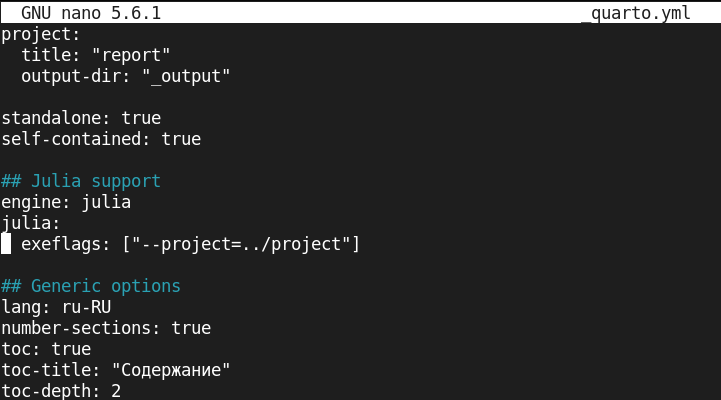 GNU nano 5.6.1 _quarto.yml
project:
  title: "report"
  output-dir: "_output"

standalone: true
self-contained: true

## Julia support
engine: julia
julia:
  exeflags: ["--project=../project"]

## Generic options
lang: ru-RU
number-sections: true
toc: true
toc-title: "Содержание"
toc-depth: 2